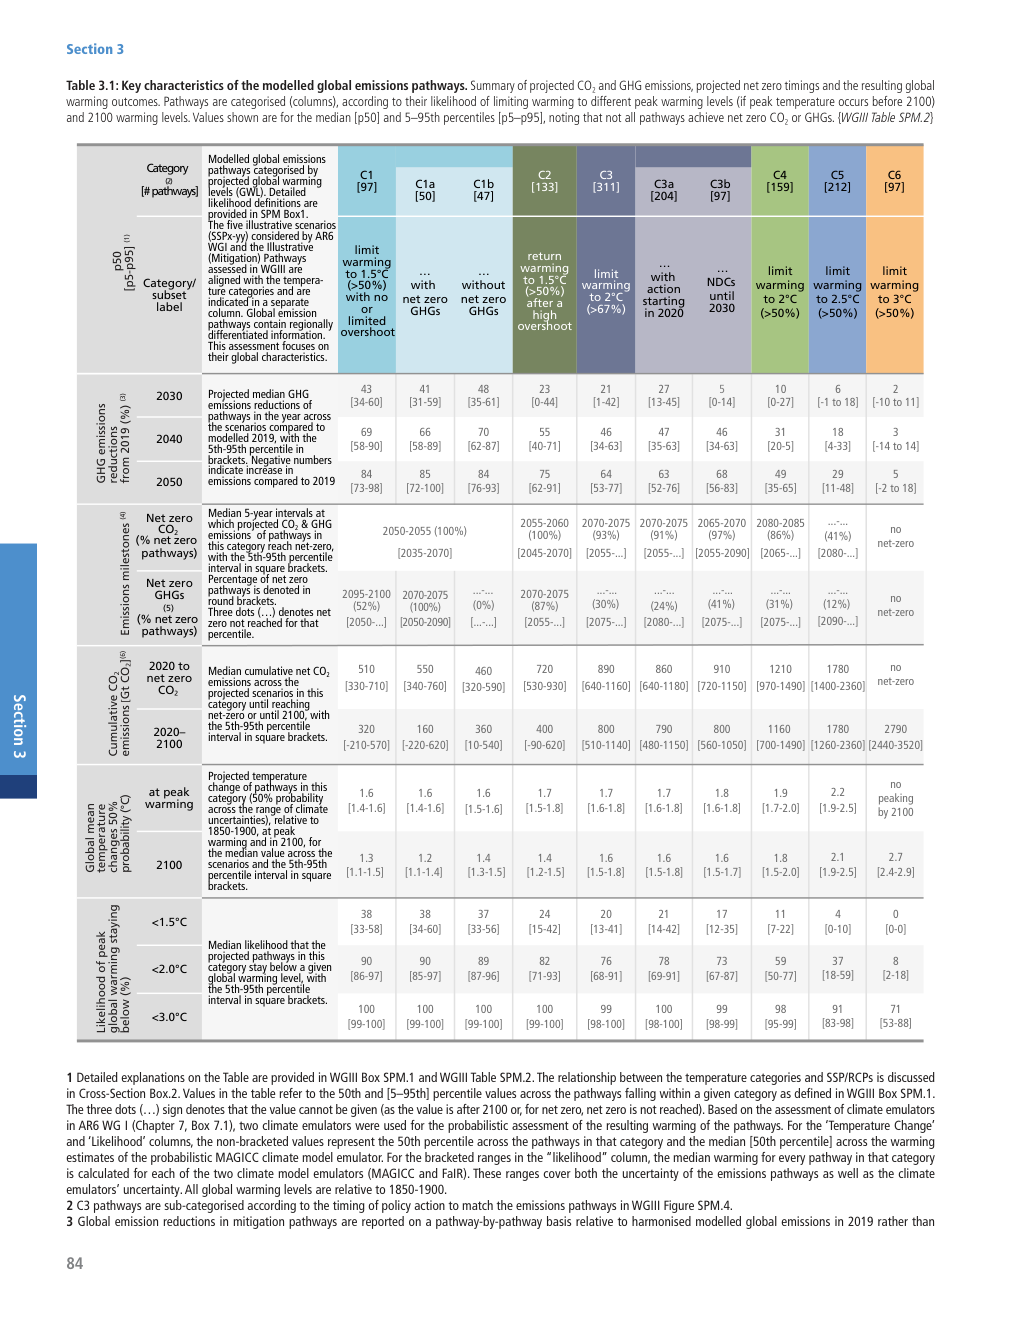 Section 3
Table 3.1: Key characteristics of the modelled global emissions pathways. Summary of projected CO2 and GHG emissions, projected net zero timings and the resulting global
warming outcomes. Pathways are categorised (columns), according to their likelihood of limiting warming to different peak warming levels (if peak temperature occurs before 2100)
and 2100 warming levels. Values shown are for the median [p50] and 5–95th percentiles [p5–p95], noting that not all pathways achieve net zero CO2 or GHGs. {WGIII Table SPM.2}
p50
[p5-p95] (1)
Category
(2)
[# pathways]
Category/
subset
label
Modelled global emissions
pathways categorised by
projected global warming
levels (GWL). Detailed
likelihood definitions are
provided in SPM Box1.
The five illustrative scenarios
(SSPx-yy) considered by AR6
WGI and the Illustrative
(Mitigation) Pathways
assessed in WGIII are
aligned with the tempera-
ture categories and are
indicated in a separate
column. Global emission
pathways contain regionally
differentiated information.
This assessment focuses on
their global characteristics.
C1
[97]
C1a
[50]
C1b
[47]
C2
[133]
C3
[311]
C3a
[204]
C3b
[97]
C4
[159]
C5
[212]
C6
[97]
limit
warming
to 1.5°C
(>50%)
with no
or
limited
overshoot
...
with
net zero
GHGs
...
without
net zero
GHGs
return
warming
to 1.5°C
(>50%)
after a
high
overshoot
limit
warming
to 2°C
(>67%)
...
with
action
starting
in 2020
...
NDCs
until
2030
limit
warming
to 2°C
(>50%)
limit
warming
to 2.5°C
(>50%)
limit
warming
to 3°C
(>50%)
GHG emissions
reductions
from 2019 (%) (3)
Projected median GHG
emissions reductions of
pathways in the year across
the scenarios compared to
modelled 2019, with the
5th-95th percentile in
brackets. Negative numbers
indicate increase in
emissions compared to 2019
2030
43 41 48 23 21 27 5 10 6 2
[34-60] [31-59] [35-61] [0-44] [1-42] [13-45] [0-14] [0-27] [-1 to 18] [-10 to 11]
2040
69 66 70 55 46 47 46 31 18 3
[58-90] [58-89] [62-87] [40-71] [34-63] [35-63] [34-63] [20-5] [4-33] [-14 to 14]
2050
84 85 84 75 64 63 68 49 29 5
[73-98] [72-100] [76-93] [62-91] [53-77] [52-76] [56-83] [35-65] [11-48] [-2 to 18]
Emissions milestones (4)
Median 5-year intervals at
which projected CO2 & GHG
emissions of pathways in
this category reach net-zero,
with the 5th-95th percentile
interval in square brackets.
Percentage of net zero
pathways is denoted in
round brackets.
Three dots (…) denotes net
zero not reached for that
percentile.
Net zero
CO2
(% net zero
pathways)
2050-2055 (100%)
[2035-2070]
2055-2060 2070-2075 2070-2075 2065-2070 2080-2085 ...-... no
(100%) (93%) (91%) (97%) (86%) (41%) net-zero
[2045-2070] [2055-...] [2055-...] [2055-2090] [2065-...] [2080-...]
Net zero
GHGs
(5)
(% net zero
pathways)
2095-2100 2070-2075 ...-... 2070-2075 ...-... ...-... ...-... ...-... ...-... no
(52%) (100%) (0%) (87%) (30%) (24%) (41%) (31%) (12%) net-zero
[2050-...] [2050-2090] [...-...] [2055-...] [2075-...] [2080-...] [2075-...] [2075-...] [2090-...]
Cumulative CO2
emissions [Gt CO2](6)
Median cumulative net CO2
emissions across the
projected scenarios in this
category until reaching
net-zero or until 2100, with
the 5th-95th percentile
interval in square brackets.
2020 to
net zero
CO2
510 550 460 720 890 860 910 1210 1780 no
net-zero
[330-710] [340-760] [320-590] [530-930] [640-1160] [640-1180] [720-1150] [970-1490] [1400-2360]
2020–
2100
320 160 360 400 800 790 800 1160 1780 2790
[-210-570] [-220-620] [10-540] [-90-620] [510-1140] [480-1150] [560-1050] [700-1490] [1260-2360] [2440-3520]
Global mean
temperature
changes 50%
probability (°C)
Projected temperature
change of pathways in this
category (50% probability
across the range of climate
uncertainties), relative to
1850-1900, at peak
warming and in 2100, for
the median value across the
scenarios and the 5th-95th
percentile interval in square
brackets.
at peak
warming
1.6 1.6 1.6 1.7 1.7 1.7 1.8 1.9 2.2 no
peaking
by 2100
[1.4-1.6] [1.4-1.6] [1.5-1.6] [1.5-1.8] [1.6-1.8] [1.6-1.8] [1.6-1.8] [1.7-2.0] [1.9-2.5]
2100
1.3 1.2 1.4 1.4 1.6 1.6 1.6 1.8 2.1 2.7
[1.1-1.5] [1.1-1.4] [1.3-1.5] [1.2-1.5] [1.5-1.8] [1.5-1.8] [1.5-1.7] [1.5-2.0] [1.9-2.5] [2.4-2.9]
Likelihood of peak
global warming staying
below (%)
Median likelihood that the
projected pathways in this
category stay below a given
global warming level, with
the 5th-95th percentile
interval in square brackets.
<1.5°C
38 38 37 24 20 21 17 11 4 0
[33-58] [34-60] [33-56] [15-42] [13-41] [14-42] [12-35] [7-22] [0-10] [0-0]
<2.0°C
90 90 89 82 76 78 73 59 37 8
[86-97] [85-97] [87-96] [71-93] [68-91] [69-91] [67-87] [50-77] [18-59] [2-18]
<3.0°C
100 100 100 100 99 100 99 98 91 71
[99-100] [99-100] [99-100] [99-100] [98-100] [98-100] [98-99] [95-99] [83-98] [53-88]
Section 3
1 Detailed explanations on the Table are provided in WGIII Box SPM.1 and WGIII Table SPM.2. The relationship between the temperature categories and SSP/RCPs is discussed
in Cross-Section Box.2. Values in the table refer to the 50th and [5–95th] percentile values across the pathways falling within a given category as defined in WGIII Box SPM.1.
The three dots (…) sign denotes that the value cannot be given (as the value is after 2100 or, for net zero, net zero is not reached). Based on the assessment of climate emulators
in AR6 WG I (Chapter 7, Box 7.1), two climate emulators were used for the probabilistic assessment of the resulting warming of the pathways. For the ‘Temperature Change’
and ‘Likelihood’ columns, the non-bracketed values represent the 50th percentile across the pathways in that category and the median [50th percentile] across the warming
estimates of the probabilistic MAGICC climate model emulator. For the bracketed ranges in the “likelihood” column, the median warming for every pathway in that category
is calculated for each of the two climate model emulators (MAGICC and FaIR). These ranges cover both the uncertainty of the emissions pathways as well as the climate
emulators’ uncertainty. All global warming levels are relative to 1850-1900.
2 C3 pathways are sub-categorised according to the timing of policy action to match the emissions pathways in WGIII Figure SPM.4.
3 Global emission reductions in mitigation pathways are reported on a pathway-by-pathway basis relative to harmonised modelled global emissions in 2019 rather than
84